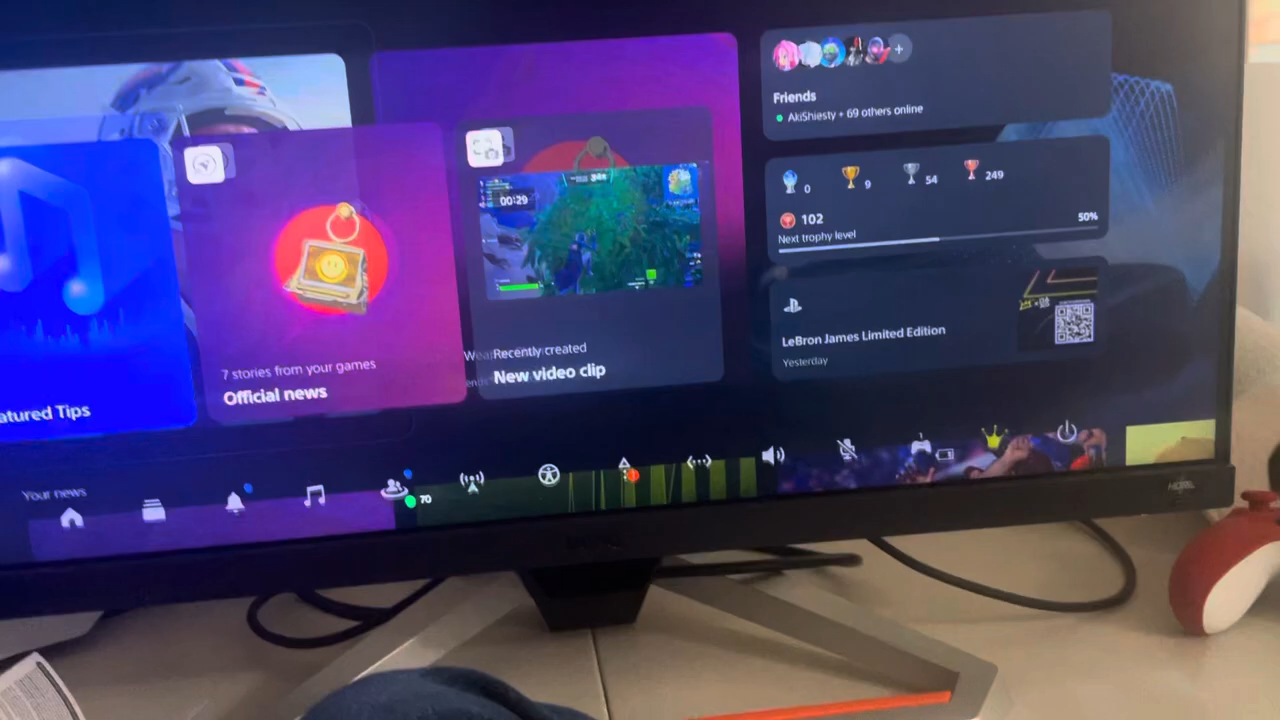 Friends
AkiShiesty + 69 others online
0
9
54
249
102
50%
Next trophy level
LeBron James Limited Edition
Yesterday
00:29
Recently created
New video clip
7 stories from your games
Official news
atured Tips
Your news
70